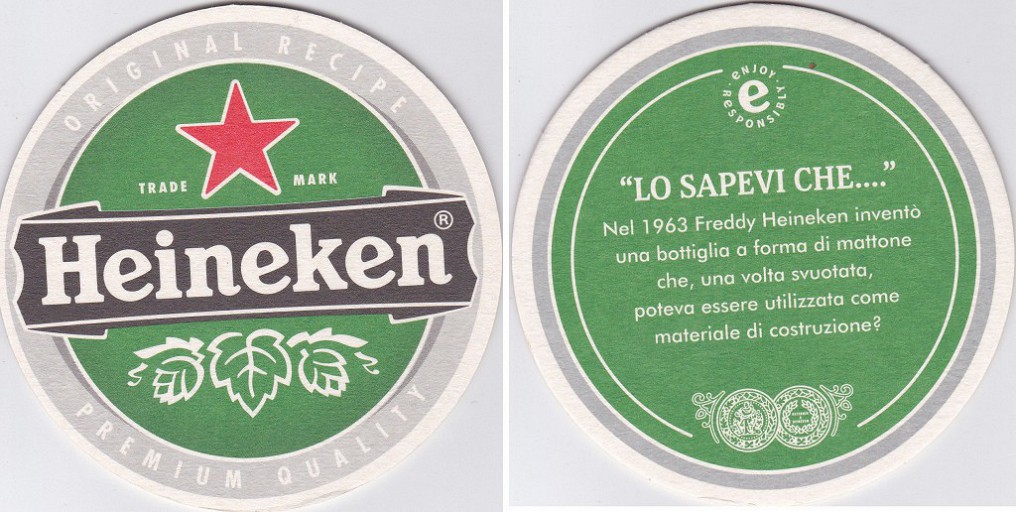 ORIGINAL RECIPE
TRADE MARK
Heineken®
PREMIUM QUALITY
eNJOY
e
ReSPONSIBLY
“LO SAPEVI CHE....”
Nel 1963 Freddy Heineken inventò
una bottiglia a forma di mattone
che, una volta svuotata,
poteva essere utilizzata come
materiale di costruzione?